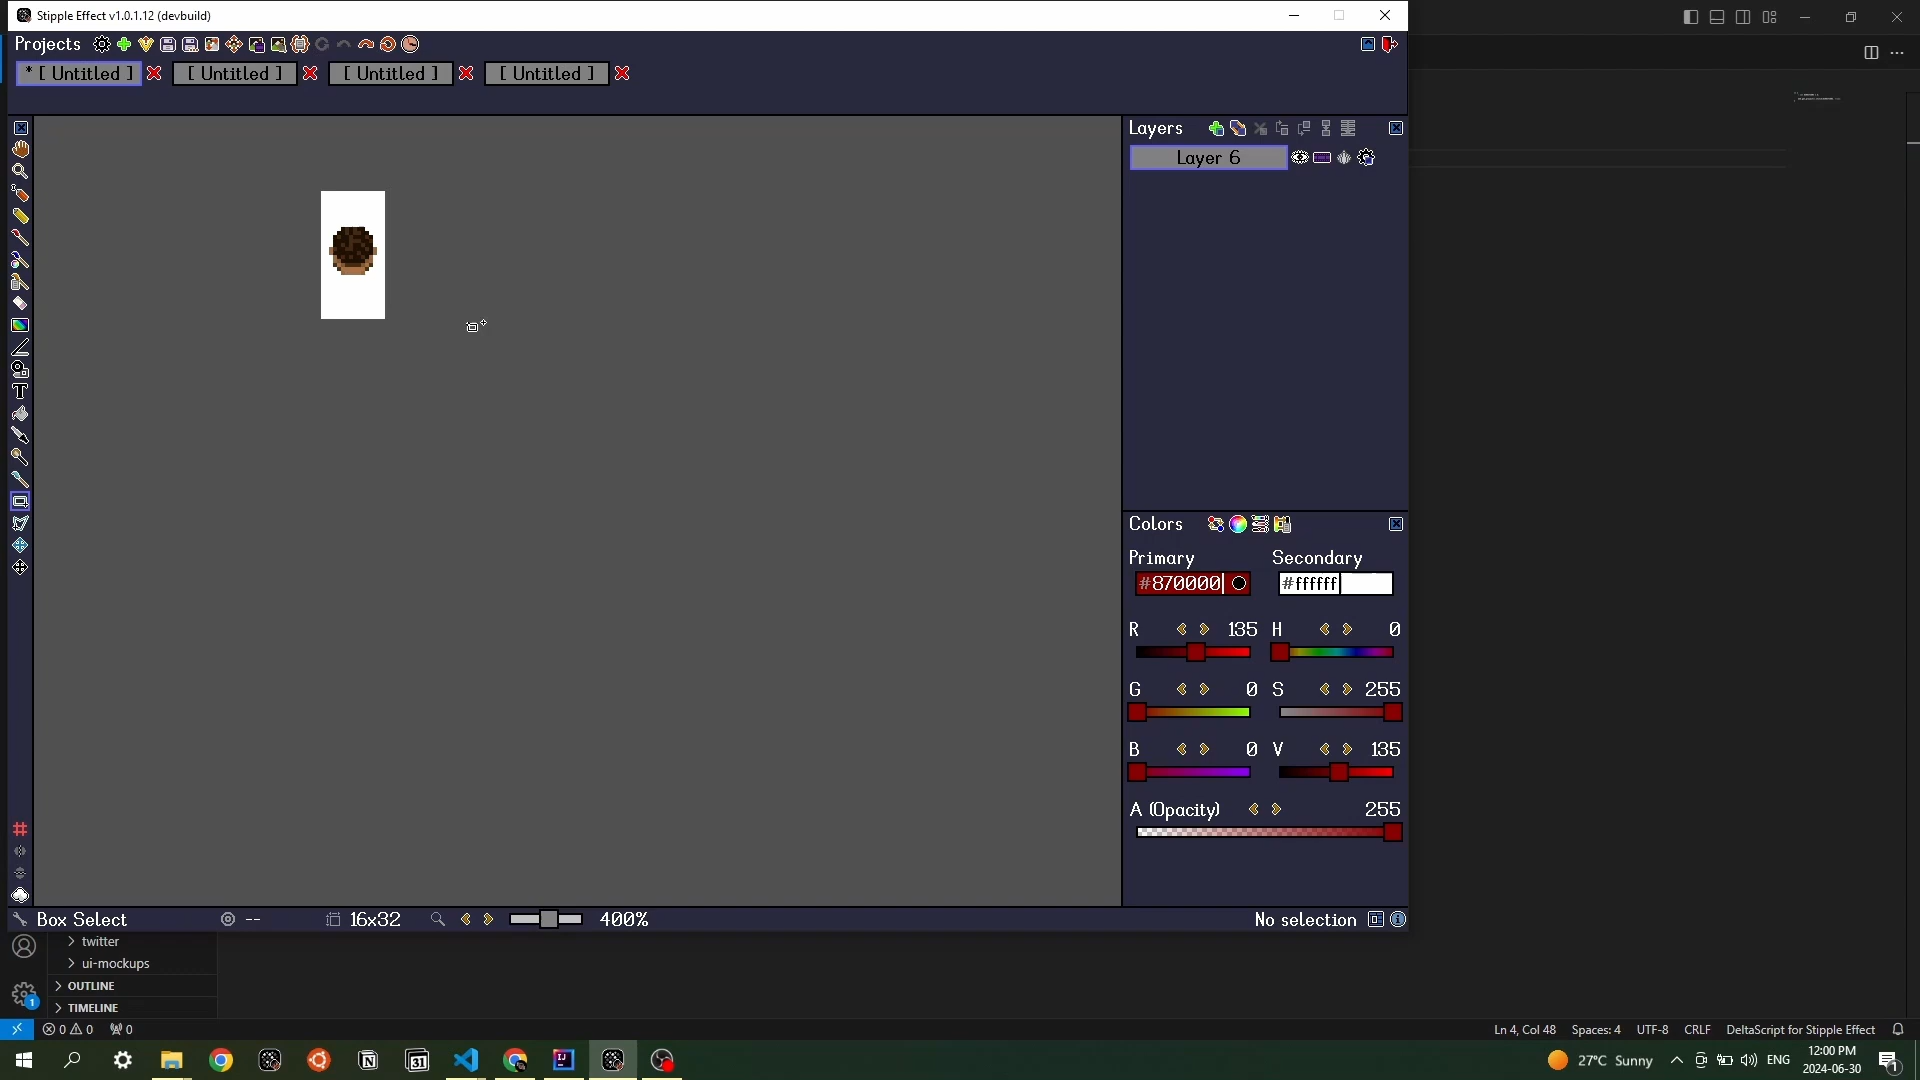 Stipple Effect v1.0.1.12 (devbuild)
Projects
* [ Untitled ]
[ Untitled ]
[ Untitled ]
[ Untitled ]
Layers
Layer 6
Colors
Primary
Secondary
#870000
#ffffff
R 135
H 0
G 0
S 255
B 0
V 135
A (Opacity) 255
Box Select
--
16x32
400%
No selection
twitter
ui-mockups
OUTLINE
TIMELINE
0 0 0
Ln 4, Col 48
Spaces: 4
UTF-8
CRLF
DeltaScript for Stipple Effect
27°C Sunny
ENG
12:00 PM
2024-06-30